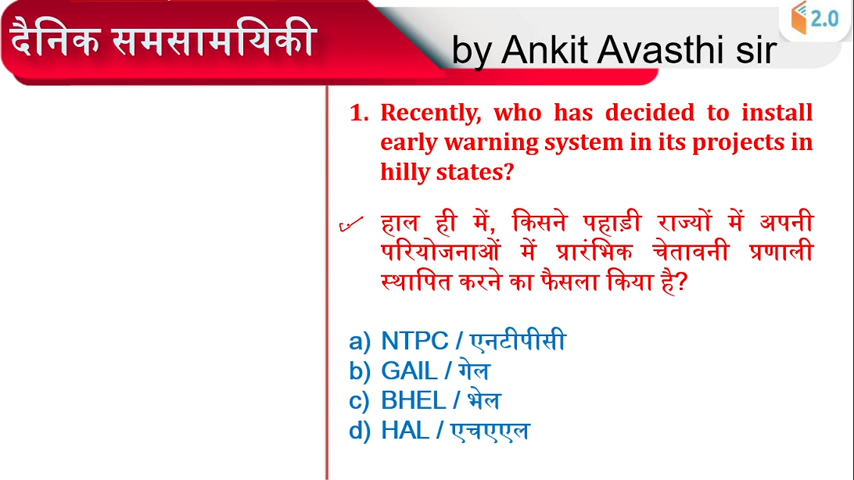 दैनिक समसामयिकी
by Ankit Avasthi sir
2.0
1. Recently, who has decided to install
early warning system in its projects in
hilly states?
हाल ही में, किसने पहाड़ी राज्यों में अपनी
परियोजनाओं में प्रारंभिक चेतावनी प्रणाली
स्थापित करने का फैसला किया है?
a) NTPC / एनटीपीसी
b) GAIL / गेल
c) BHEL / भेल
d) HAL / एचएएल